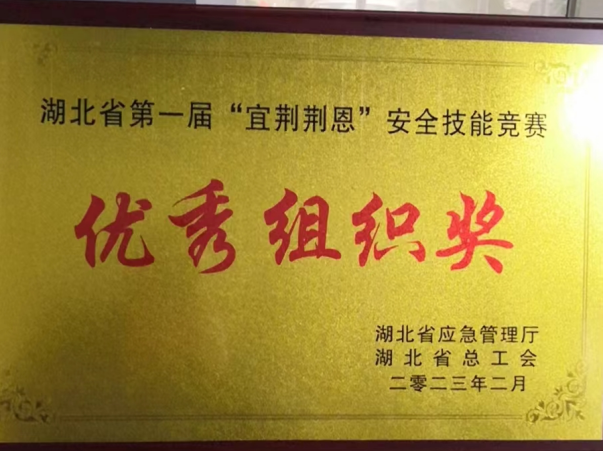 湖北省第一届“宜荆荆恩”安全技能竞赛
优秀组织奖
湖北省应急管理厅
湖北省总工会
二零二三年二月